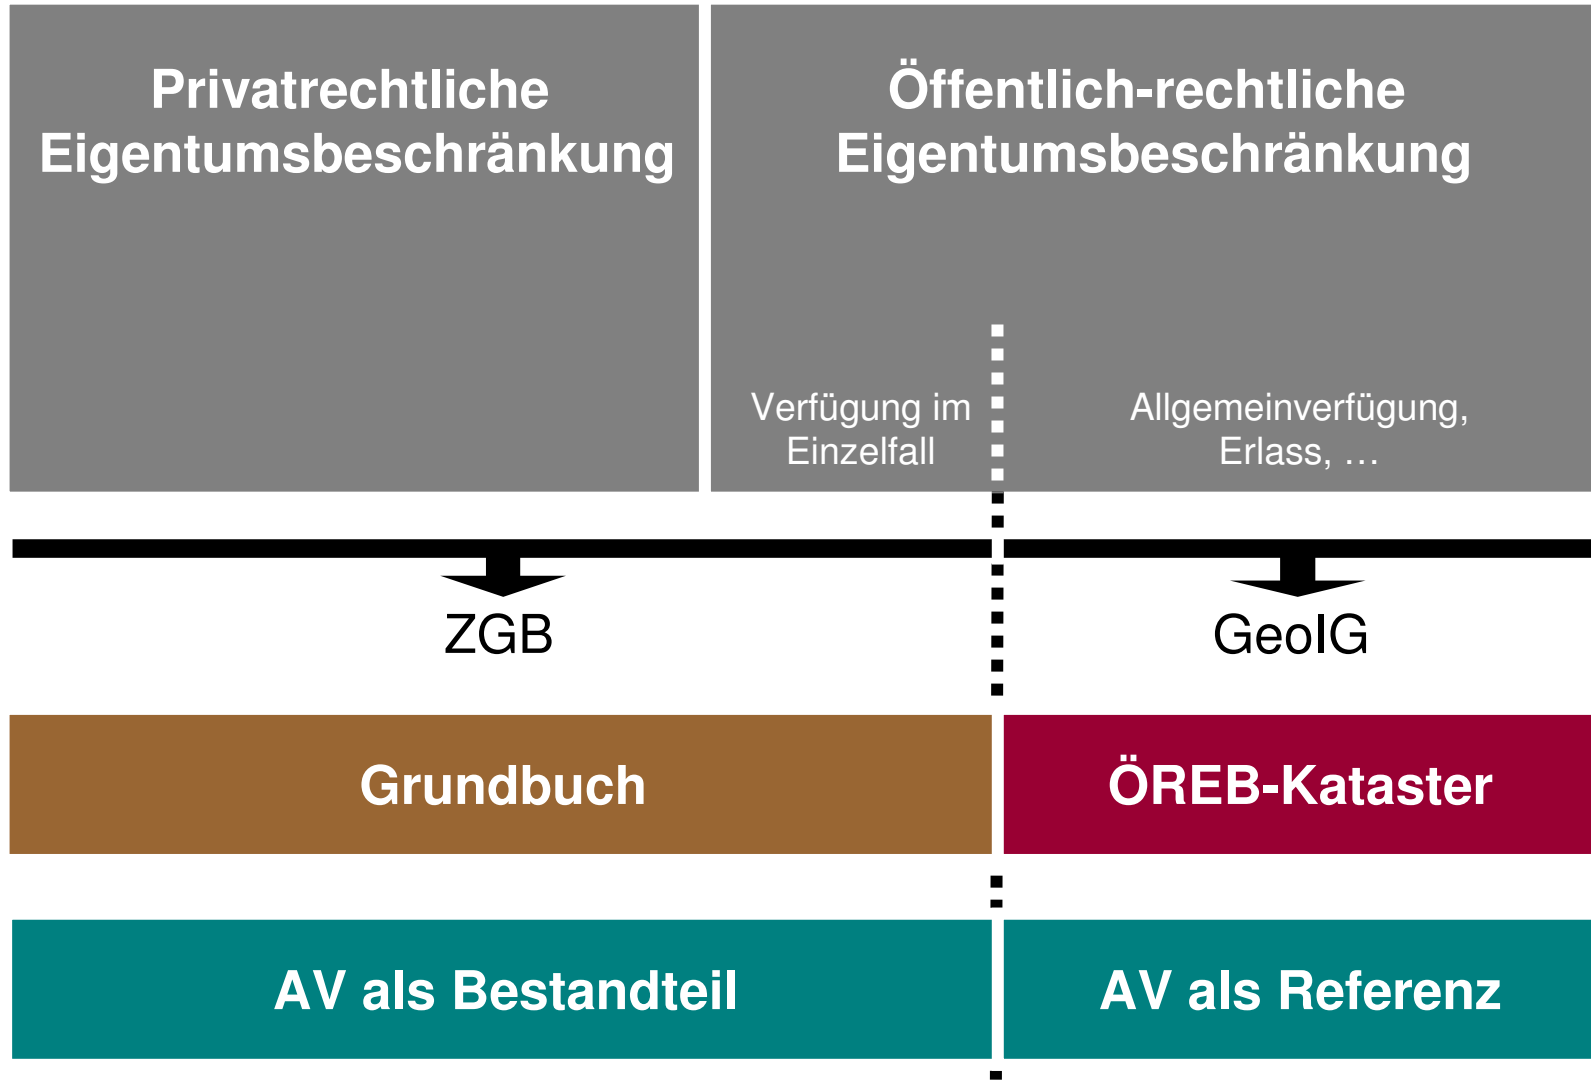 Privatrechtliche
Eigentumsbeschränkung
Öffentlich-rechtliche
Eigentumsbeschränkung
Verfügung im
Einzelfall
Allgemeinverfügung,
Erlass, …
ZGB
GeoIG
Grundbuch
ÖREB-Kataster
AV als Bestandteil
AV als Referenz